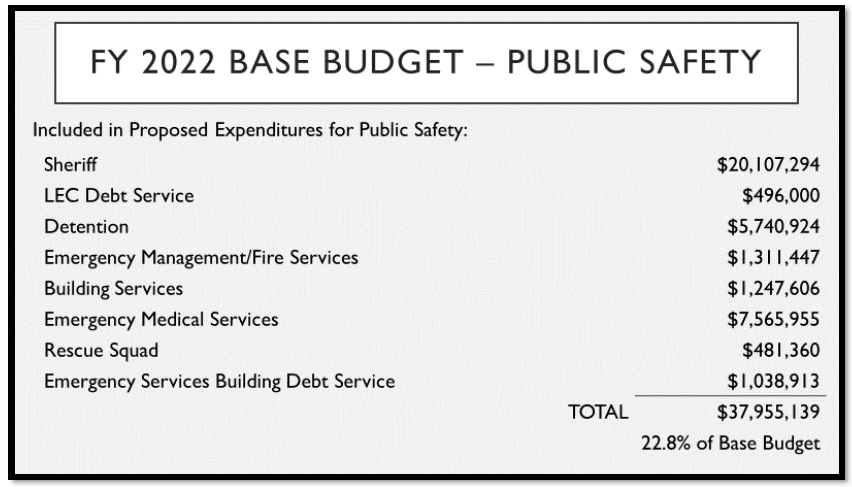 FY 2022 BASE BUDGET – PUBLIC SAFETY
Included in Proposed Expenditures for Public Safety:
Sheriff $20,107,294
LEC Debt Service $496,000
Detention $5,740,924
Emergency Management/Fire Services $1,311,447
Building Services $1,247,606
Emergency Medical Services $7,565,955
Rescue Squad $481,360
Emergency Services Building Debt Service $1,038,913
TOTAL $37,955,139
22.8% of Base Budget